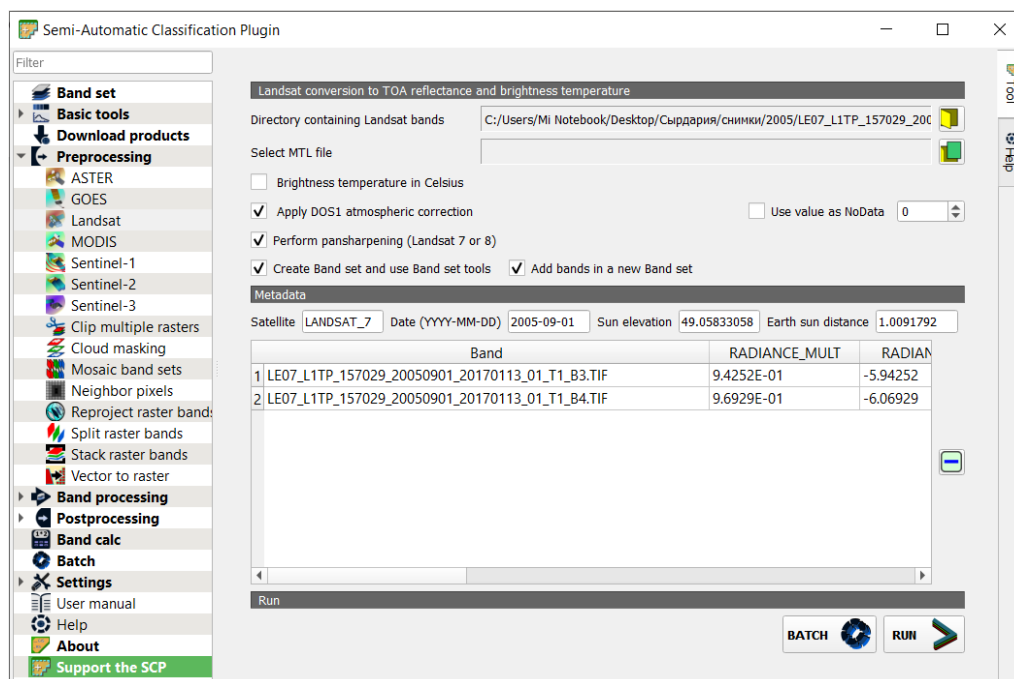 Semi-Automatic Classification Plugin
Filter
Band set
Basic tools
Download products
Preprocessing
ASTER
GOES
Landsat
MODIS
Sentinel-1
Sentinel-2
Sentinel-3
Clip multiple rasters
Cloud masking
Mosaic band sets
Neighbor pixels
Reproject raster bands
Split raster bands
Stack raster bands
Vector to raster
Band processing
Postprocessing
Band calc
Batch
Settings
User manual
Help
About
Support the SCP
Landsat conversion to TOA reflectance and brightness temperature
Directory containing Landsat bands C:/Users/Mi Notebook/Desktop/Сырдария/снимки/2005/LE07_L1TP_157029_200
Select MTL file
Brightness temperature in Celsius
Apply DOS1 atmospheric correction Use value as NoData 0
Perform pansharpening (Landsat 7 or 8)
Create Band set and use Band set tools Add bands in a new Band set
Metadata
Satellite LANDSAT_7 Date (YYYY-MM-DD) 2005-09-01 Sun elevation 49.05833058 Earth sun distance 1.0091792
Band RADIANCE_MULT RADIAN
1 LE07_L1TP_157029_20050901_20170113_01_T1_B3.TIF 9.4252E-01 -5.94252
2 LE07_L1TP_157029_20050901_20170113_01_T1_B4.TIF 9.6929E-01 -6.06929
Run
BATCH RUN
Tool
Help